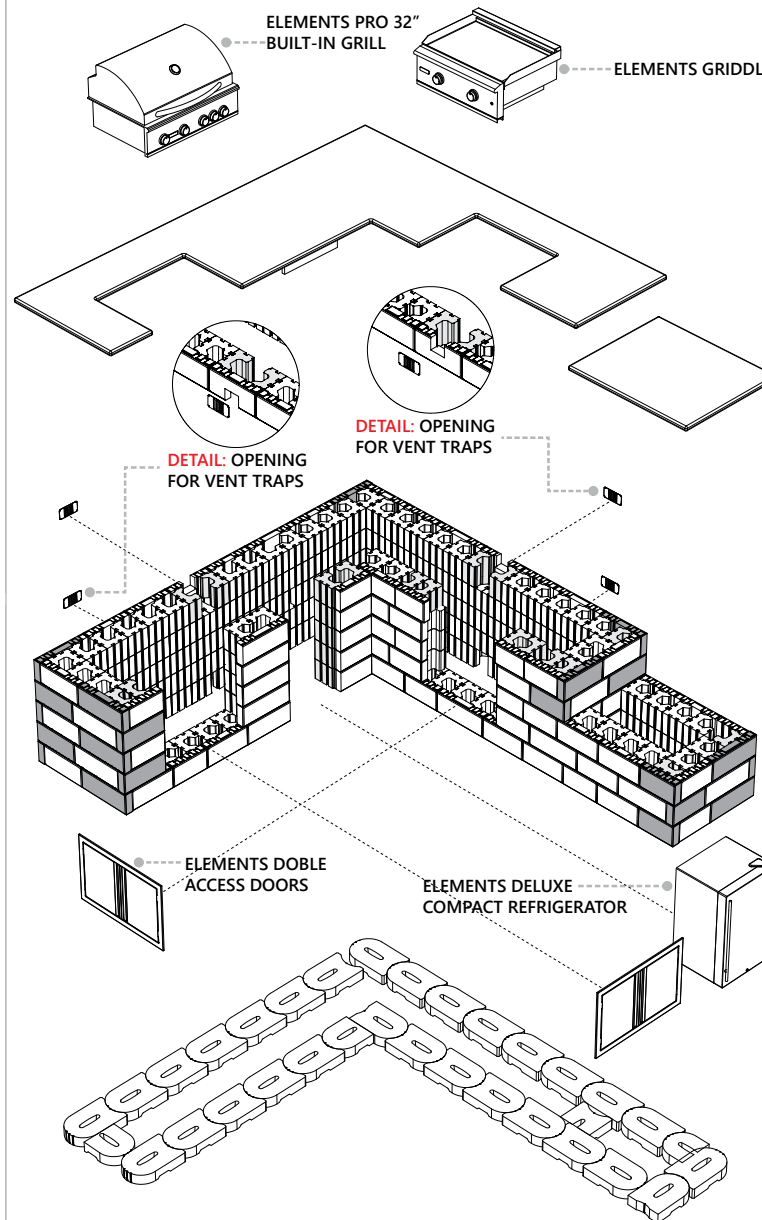 ELEMENTS PRO 32”
BUILT-IN GRILL
ELEMENTS GRIDDL
DETAIL: OPENING
FOR VENT TRAPS
DETAIL: OPENING
FOR VENT TRAPS
ELEMENTS DOBLE
ACCESS DOORS
ELEMENTS DELUXE
COMPACT REFRIGERATOR